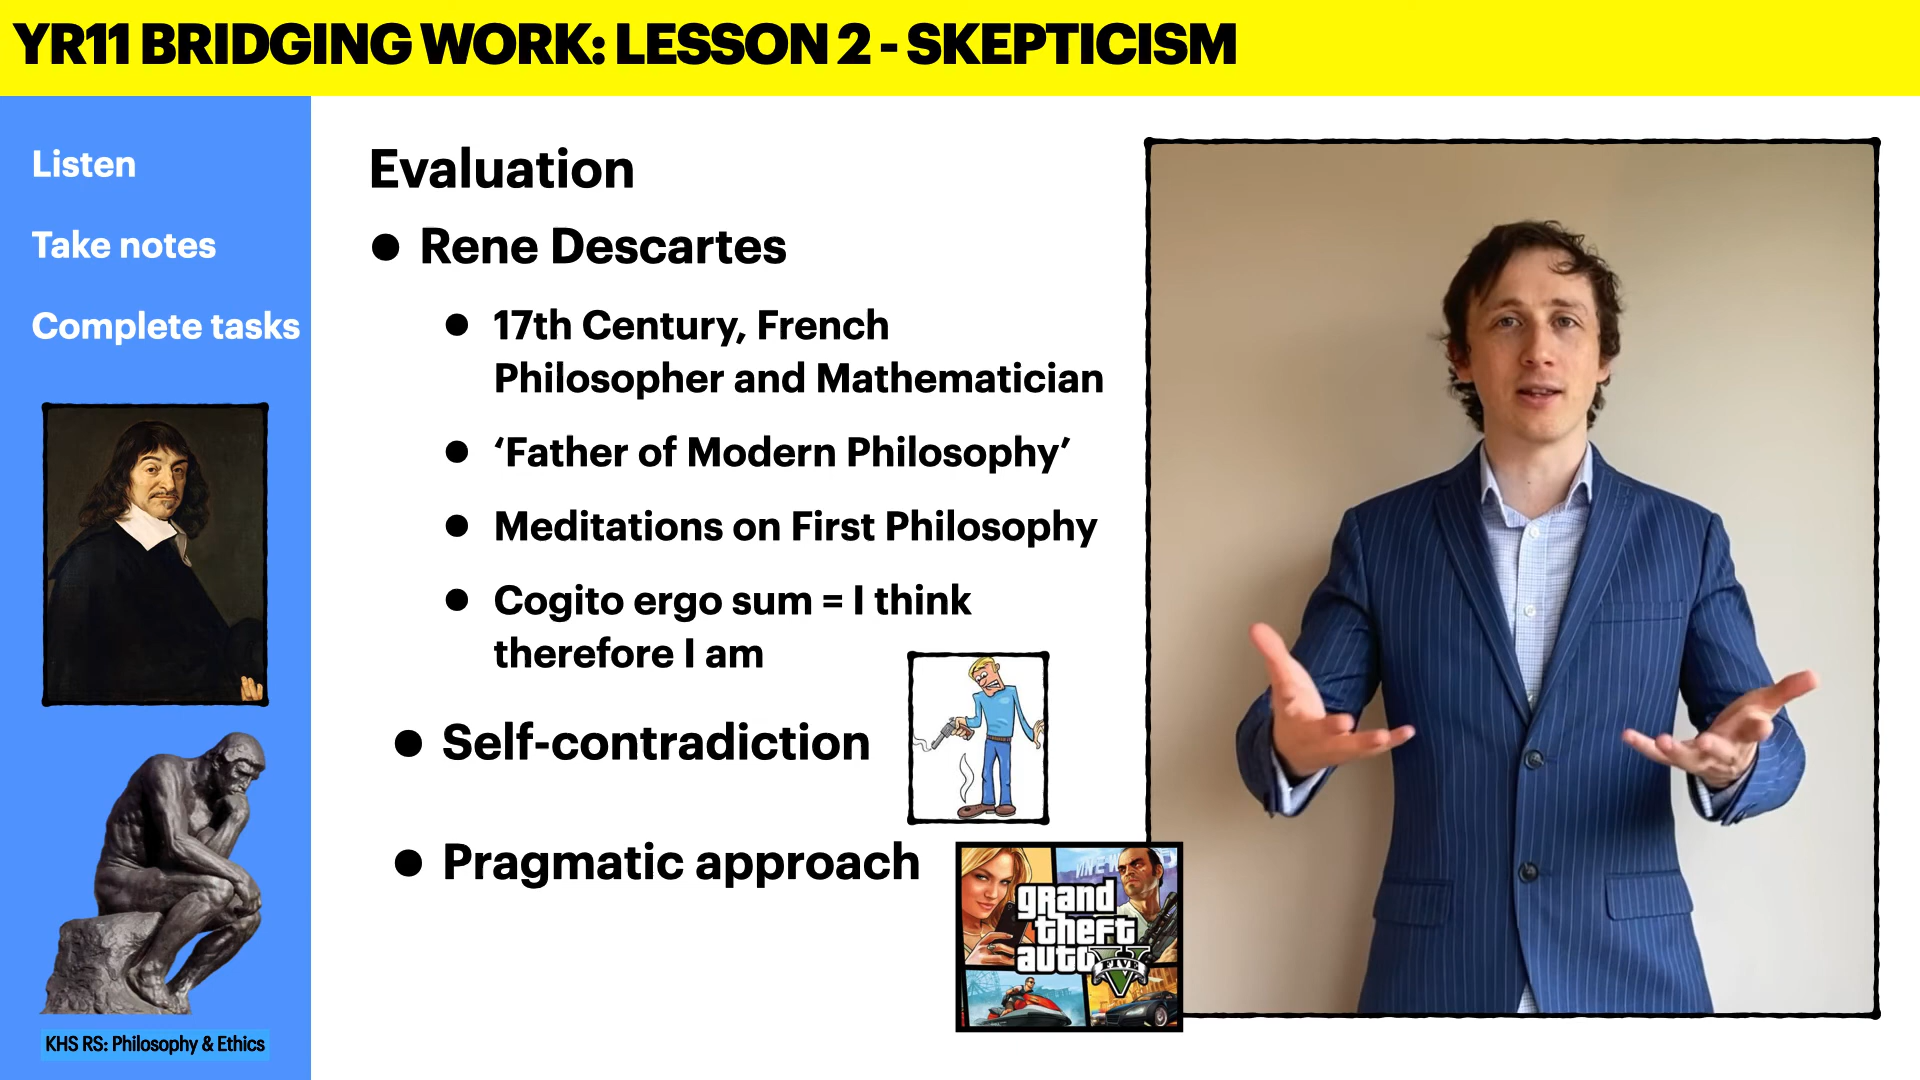 YR11 BRIDGING WORK: LESSON 2 - SKEPTICISM
Listen
Take notes
Complete tasks
KHS RS: Philosophy & Ethics
Evaluation
• Rene Descartes
• 17th Century, French
Philosopher and Mathematician
• ‘Father of Modern Philosophy’
• Meditations on First Philosophy
• Cogito ergo sum = I think
therefore I am
• Self-contradiction
• Pragmatic approach
grand
theft
auto
V
FIVE